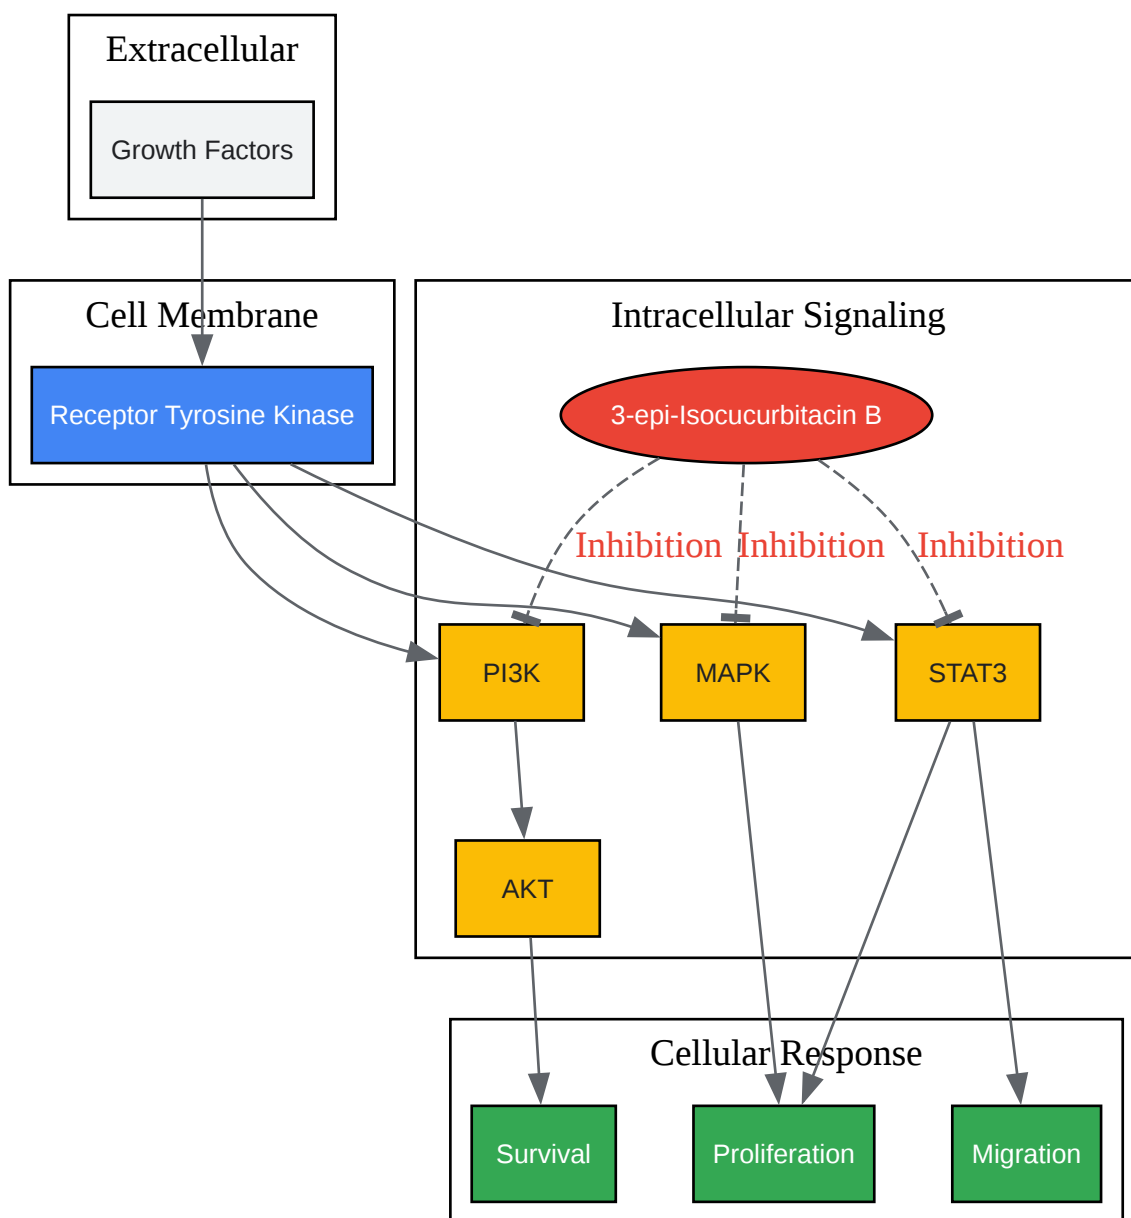 Extracellular
Growth Factors
Cell Membrane
Receptor Tyrosine Kinase
Intracellular Signaling
3-epi-Isocucurbitacin B
Inhibition
Inhibition
Inhibition
PI3K
MAPK
STAT3
AKT
Cellular Response
Survival
Proliferation
Migration